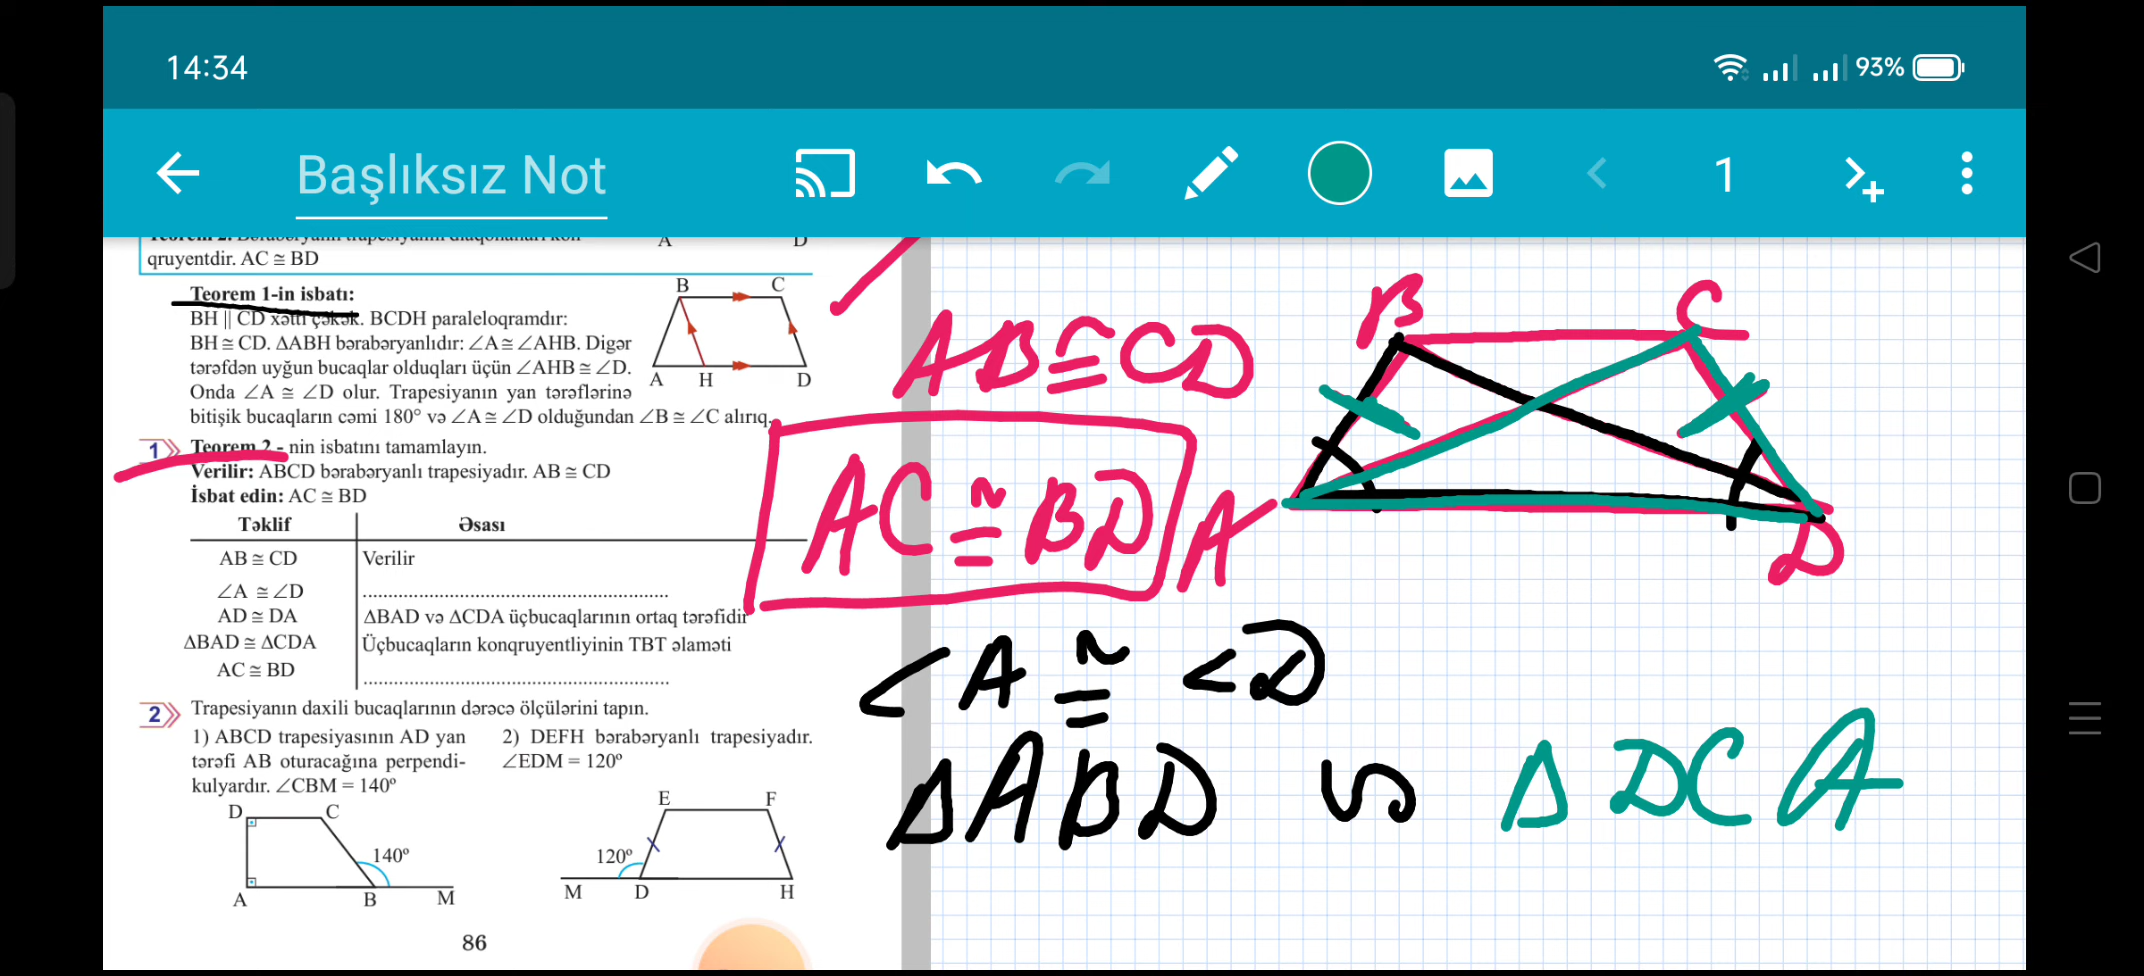 14:34
93%
Başlıksız Not
1
qruyentdir. AC ≅ BD
A D
Teorem 1-in isbatı:
BH || CD xətti çəkək. BCDH paraleloqramdır:
BH ≅ CD. ΔABH bərabəryanlıdır: ∠A ≅ ∠AHB. Digər
tərəfdən uyğun bucaqlar olduqları üçün ∠AHB ≅ ∠D.
Onda ∠A ≅ ∠D olur. Trapesiyanın yan tərəflərinə
bitişik bucaqların cəmi 180° və ∠A ≅ ∠D olduğundan ∠B ≅ ∠C alırıq.
B C
A H D
1 Teorem 2 - nin isbatını tamamlayın.
Verilir: ABCD bərabəryanlı trapesiyadır. AB ≅ CD
İsbat edin: AC ≅ BD
Təklif Əsası
AB ≅ CD Verilir
∠A ≅ ∠D ............................................................
AD ≅ DA ΔBAD və ΔCDA üçbucaqlarının ortaq tərəfidir
ΔBAD ≅ ΔCDA Üçbucaqların konqruyentliyinin TBT əlaməti
AC ≅ BD ............................................................
2 Trapesiyanın daxili bucaqlarının dərəcə ölçülərini tapın.
1) ABCD trapesiyasının AD yan
tərəfi AB oturacağına perpendi-
kulyardır. ∠CBM = 140°
2) DEFH bərabəryanlı trapesiyadır.
∠EDM = 120°
D C
140°
A B M
E F
120°
M D H
86
AB ≅ CD
AC ≅ BD
B C
A D
<A ≅ <D
ΔABD ∽ ΔDCA